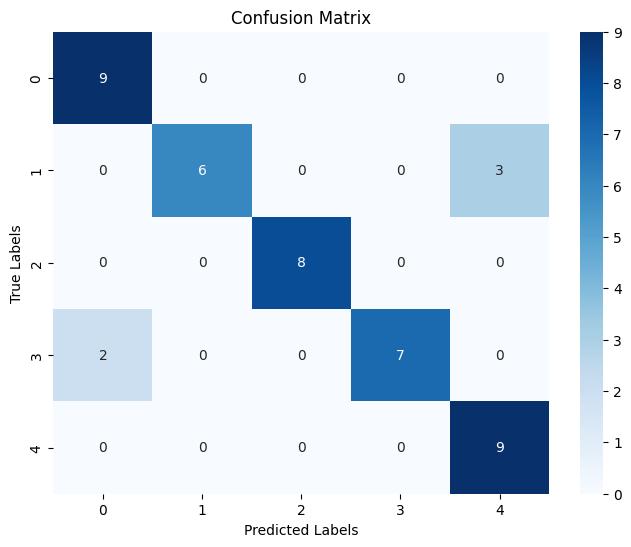 Confusion Matrix
True Labels
0 9 0 0 0 0
1 0 6 0 0 3
2 0 0 8 0 0
3 2 0 0 7 0
4 0 0 0 0 9
0 1 2 3 4
Predicted Labels
9
8
7
6
5
4
3
2
1
0